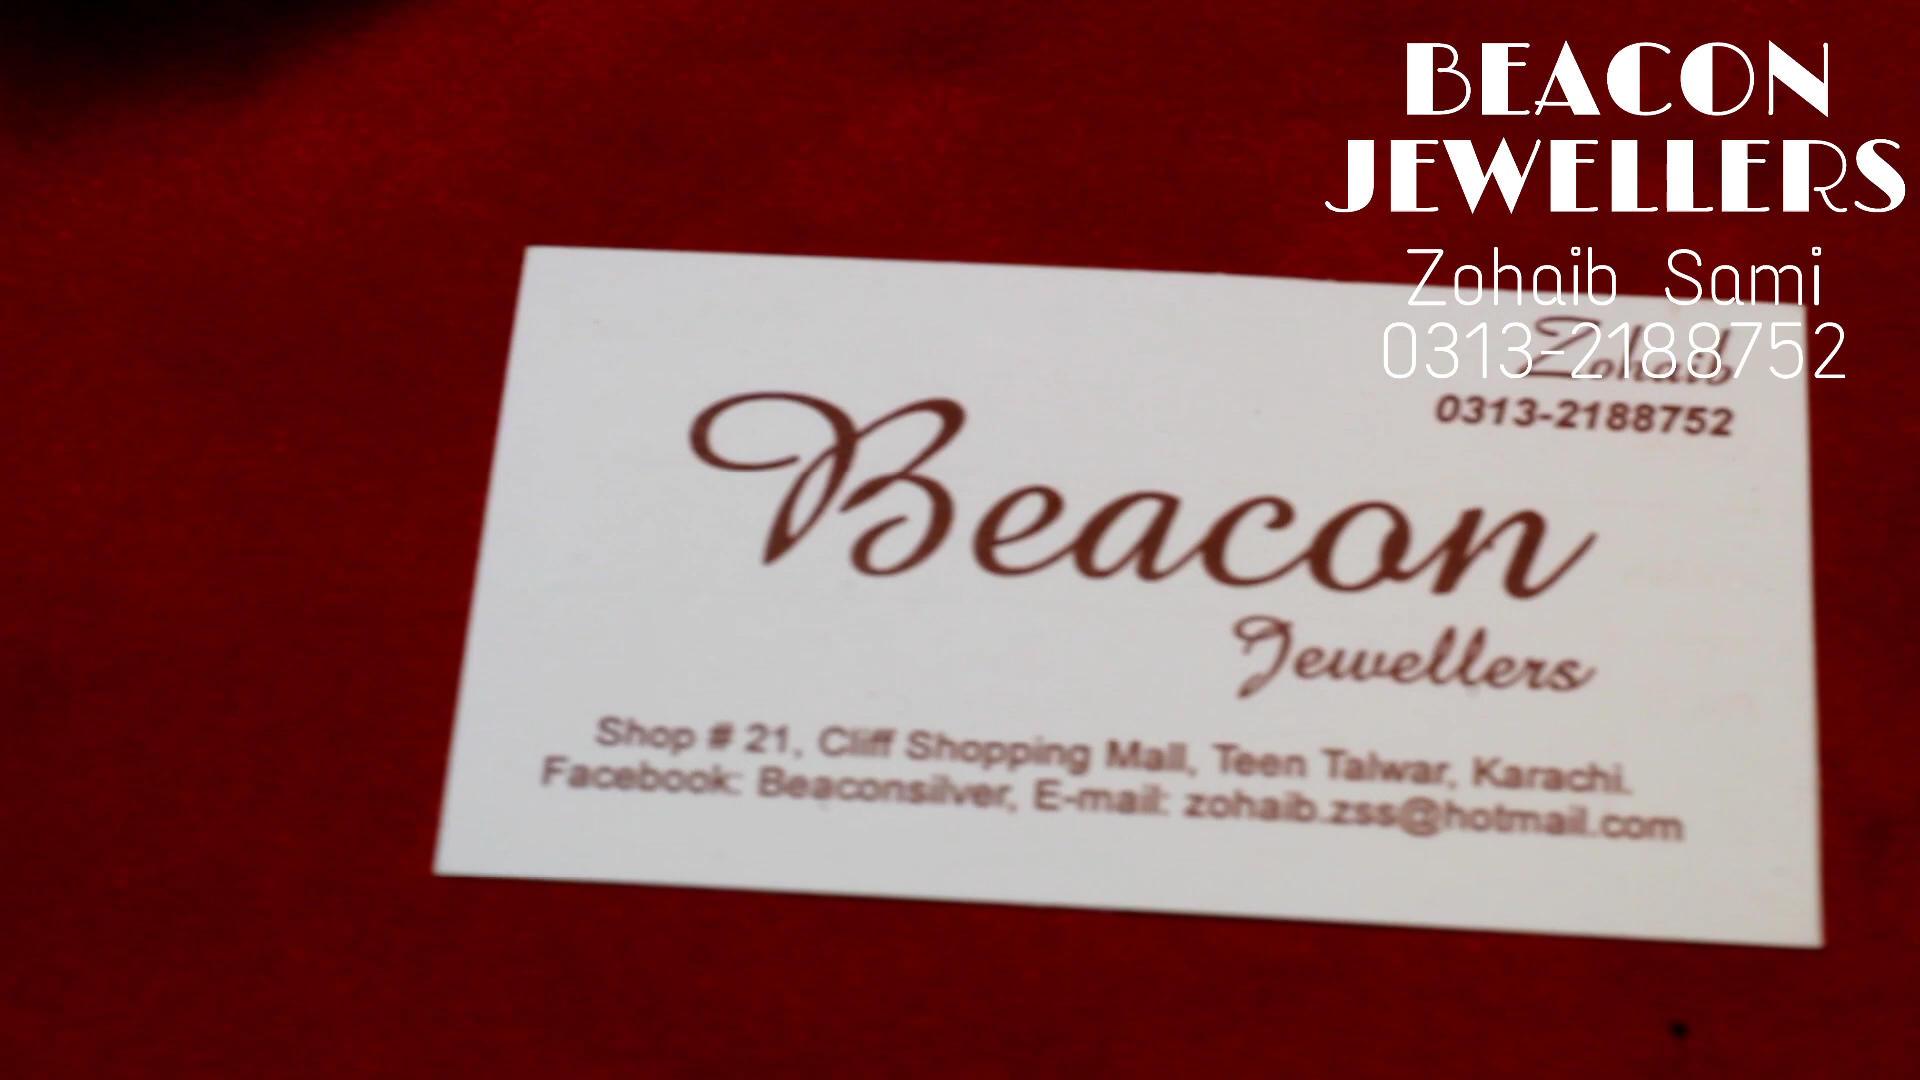 BEACON
JEWELLERS
Zohaib Sami
0313-2188752
Zohaib
0313-2188752
Beacon
Jewellers
Shop # 21, Cliff Shopping Mall, Teen Talwar, Karachi.
Facebook: Beaconsilver, E-mail: zohaib.zss@hotmail.com